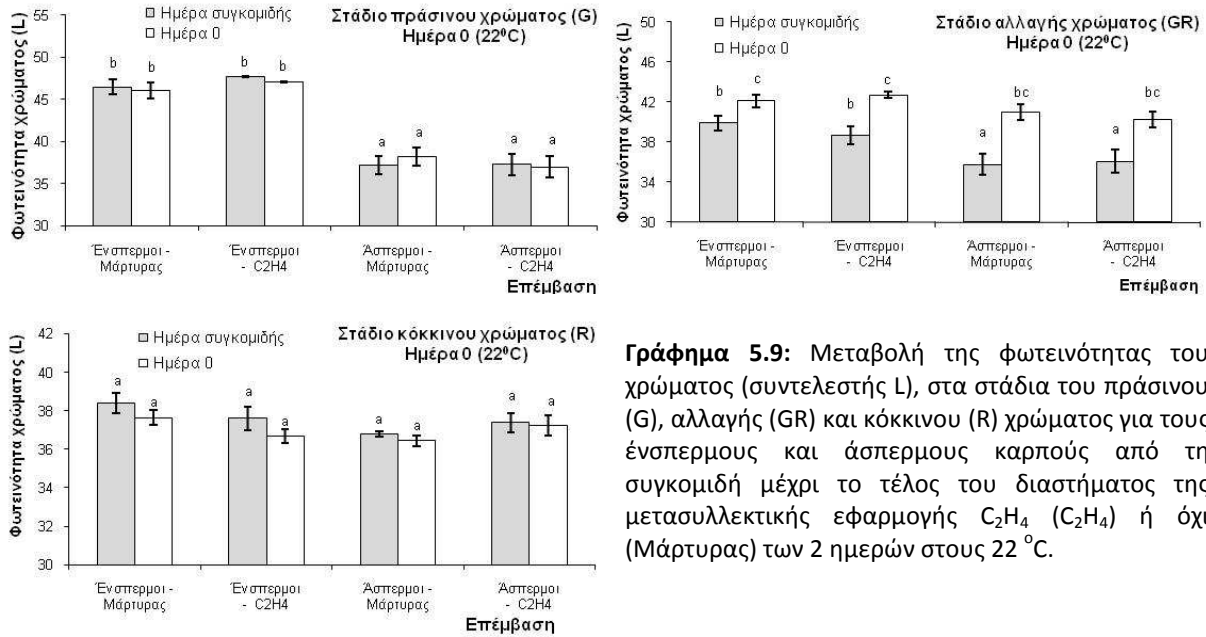 Στάδιο πράσινου χρώματος (G)
Ημέρα 0 (22⁰C)
Ημέρα συγκομιδής
Ημέρα 0
Φωτεινότητα χρώματος (L)
55
50
45
40
35
30
b b b b a a a a
Ένσπερμοι - Μάρτυρας
Ένσπερμοι - C2H4
Άσπερμοι - Μάρτυρας
Άσπερμοι - C2H4
Επέμβαση
Στάδιο αλλαγής χρώματος (GR)
Ημέρα 0 (22⁰C)
Ημέρα συγκομιδής
Ημέρα 0
Φωτεινότητα χρώματος (L)
50
46
42
38
34
30
b c b c a bc a bc
Ένσπερμοι - Μάρτυρας
Ένσπερμοι - C2H4
Άσπερμοι - Μάρτυρας
Άσπερμοι - C2H4
Επέμβαση
Στάδιο κόκκινου χρώματος (R)
Ημέρα 0 (22⁰C)
Ημέρα συγκομιδής
Ημέρα 0
Φωτεινότητα χρώματος (L)
42
40
38
36
34
32
30
a a a a a a a a
Ένσπερμοι - Μάρτυρας
Ένσπερμοι - C2H4
Άσπερμοι - Μάρτυρας
Άσπερμοι - C2H4
Επέμβαση
Γράφημα 5.9: Μεταβολή της φωτεινότητας του
χρώματος (συντελεστής L), στα στάδια του πράσινου
(G), αλλαγής (GR) και κόκκινου (R) χρώματος για τους
ένσπερμους και άσπερμους καρπούς από τη
συγκομιδή μέχρι το τέλος του διαστήματος της
μετασυλλεκτικής εφαρμογής C₂H₄ (C₂H₄) ή όχι
(Μάρτυρας) των 2 ημερών στους 22 °C.